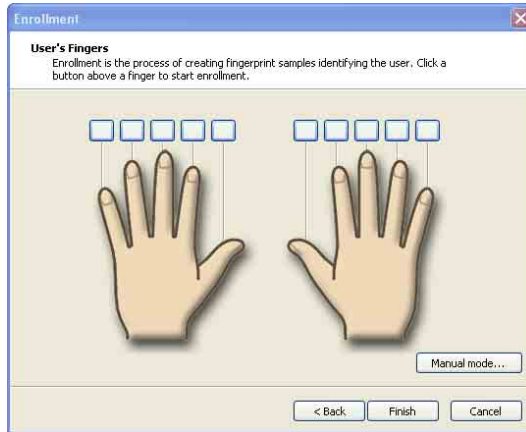 Enrollment
User's Fingers
Enrollment is the process of creating fingerprint samples identifying the user. Click a
button above a finger to start enrollment.
Manual mode...
< Back
Finish
Cancel